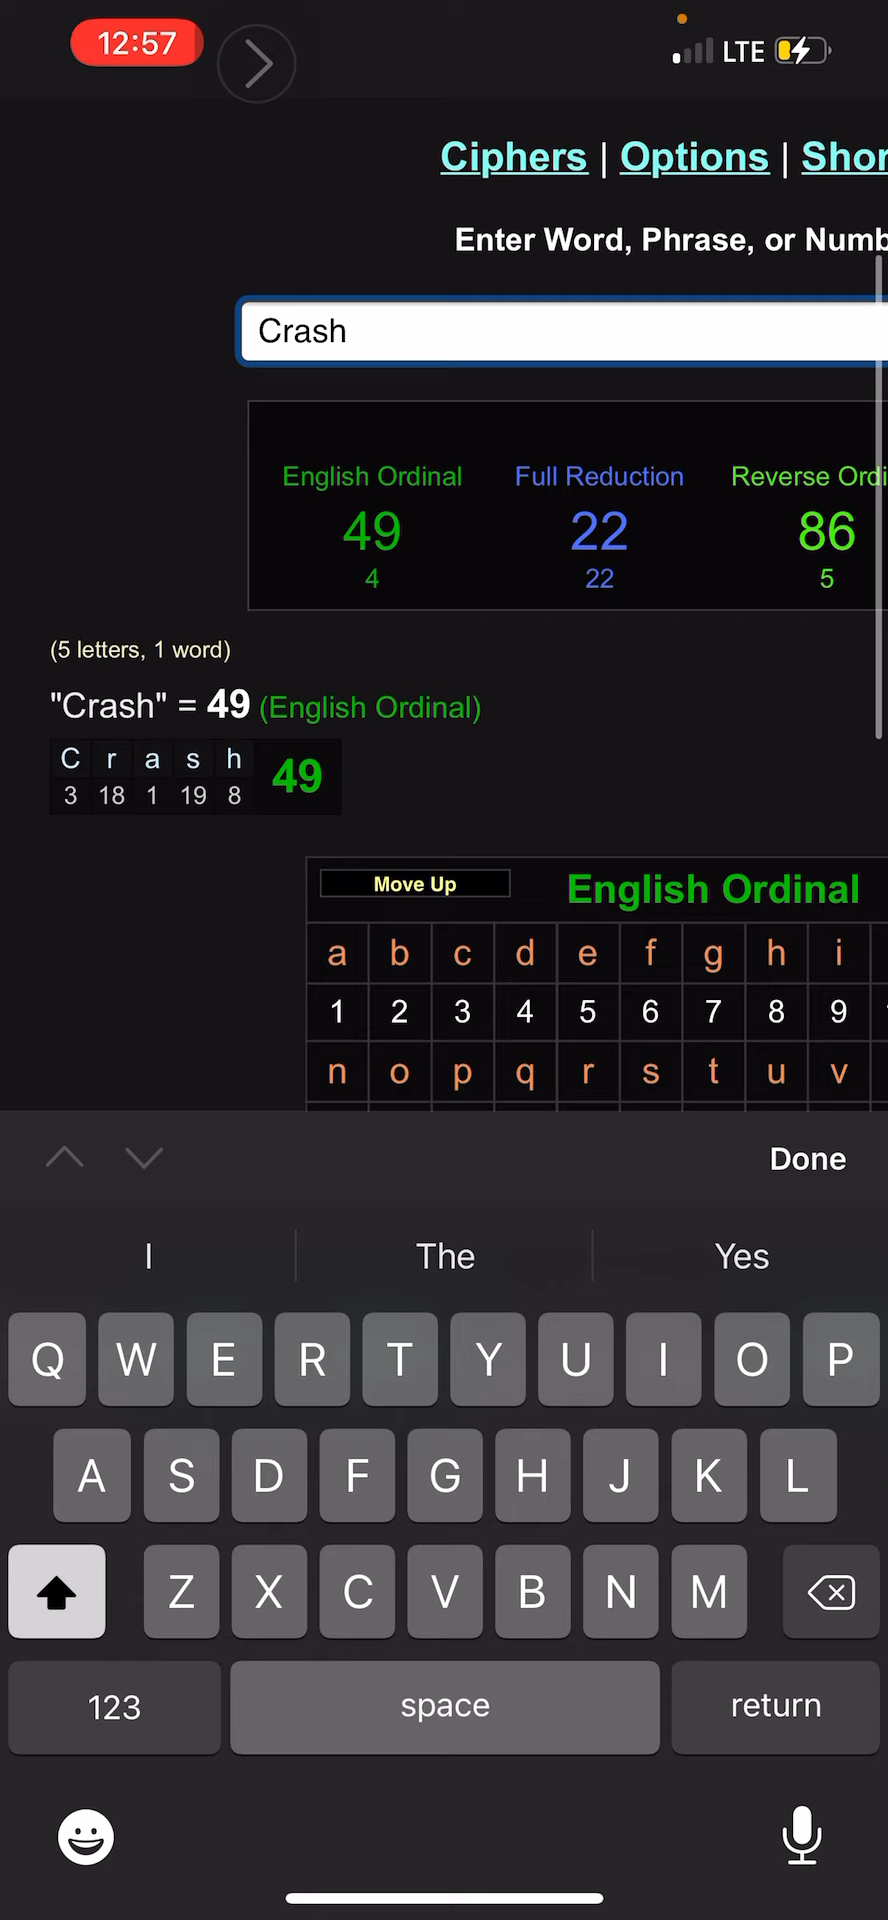 12:57 LTE
Ciphers | Options | Shor
Enter Word, Phrase, or Numb
Crash
English Ordinal Full Reduction Reverse Ordi
49 22 86
4 22 5
(5 letters, 1 word)
"Crash" = 49 (English Ordinal)
C r a s h 49
3 18 1 19 8
Move Up English Ordinal
a b c d e f g h i
1 2 3 4 5 6 7 8 9
n o p q r s t u v
Done
I The Yes
Q W E R T Y U I O P
A S D F G H J K L
Z X C V B N M
123 space return